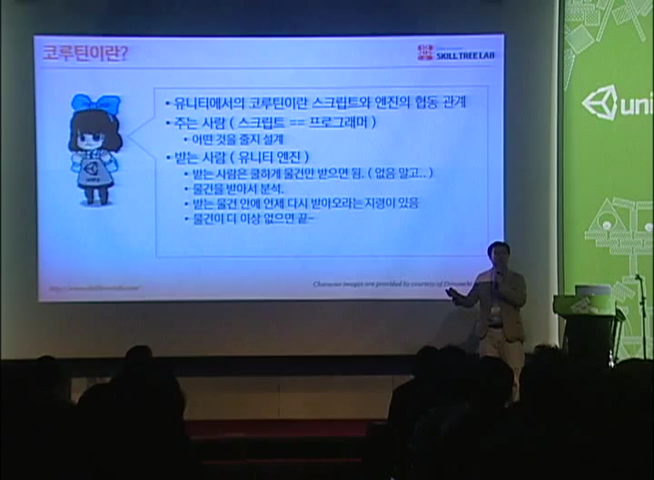 코루틴이란?
SKILL TREE LAB
• 유니티에서의 코루틴이란 스크립트와 엔진의 협동 관계
• 주는 사람 ( 스크립트 == 프로그래머 )
• 어떤 것을 줄지 설계
• 받는 사람 ( 유니티 엔진 )
• 받는 사람은 쿨하게 물건만 받으면 됨. ( 없음 말고.. )
• 물건을 받아서 분석.
• 받는 물건 안에 언제 다시 받아오라는 지령이 있음
• 물건이 더 이상 없으면 끝~
Character images are provided by courtesy of
uni